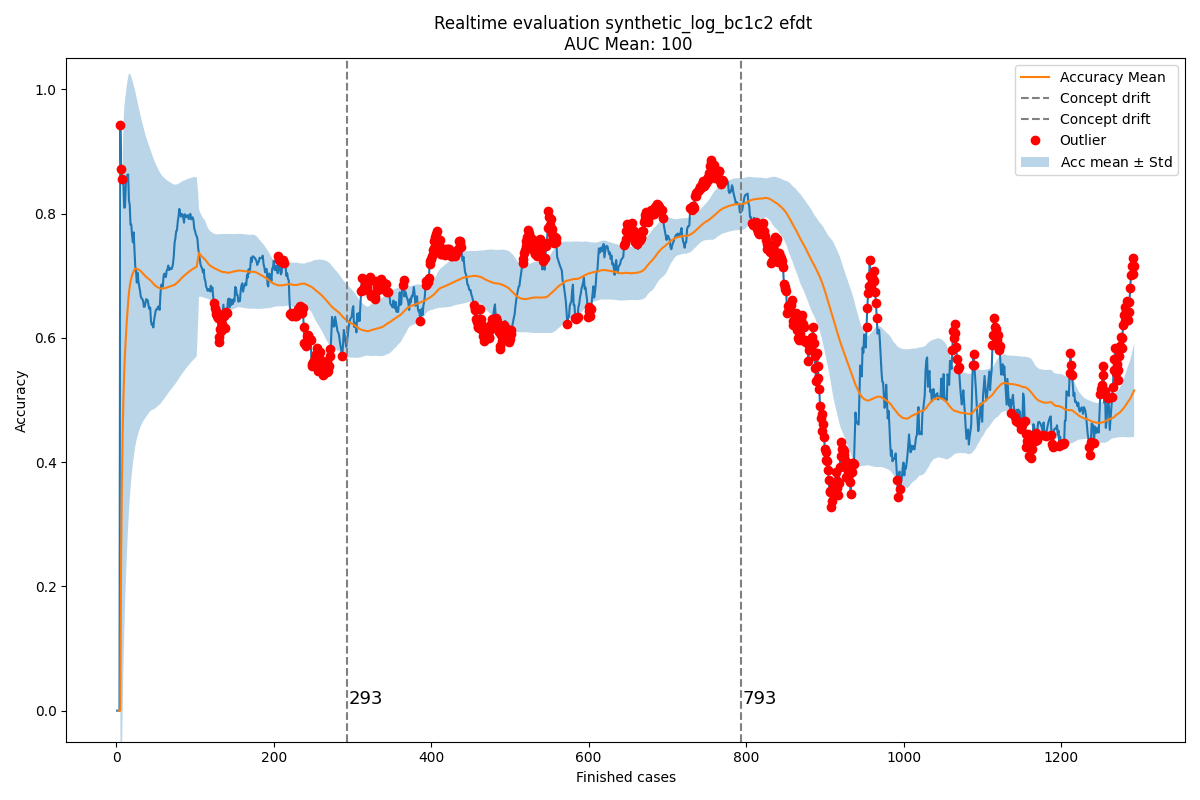 Realtime evaluation synthetic_log_bc1c2 efdt
AUC Mean: 100
Accuracy Mean
Concept drift
Concept drift
Outlier
Acc mean ± Std
1.0
0.8
0.6
0.4
0.2
0.0
Accuracy
293
793
0
200
400
600
800
1000
1200
Finished cases